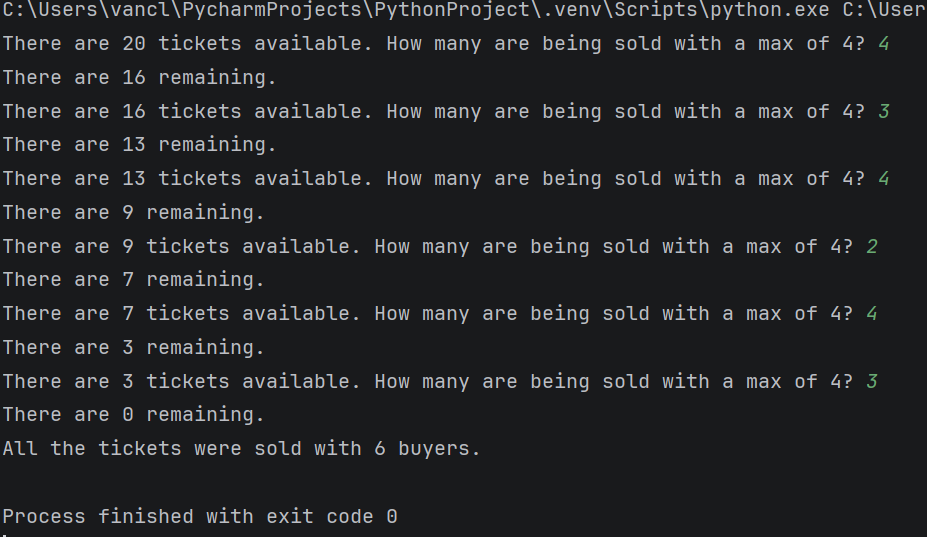 C:\Users\vancl\PycharmProjects\PythonProject\.venv\Scripts\python.exe C:\User
There are 20 tickets available. How many are being sold with a max of 4? 4
There are 16 remaining.
There are 16 tickets available. How many are being sold with a max of 4? 3
There are 13 remaining.
There are 13 tickets available. How many are being sold with a max of 4? 4
There are 9 remaining.
There are 9 tickets available. How many are being sold with a max of 4? 2
There are 7 remaining.
There are 7 tickets available. How many are being sold with a max of 4? 4
There are 3 remaining.
There are 3 tickets available. How many are being sold with a max of 4? 3
There are 0 remaining.
All the tickets were sold with 6 buyers.
Process finished with exit code 0